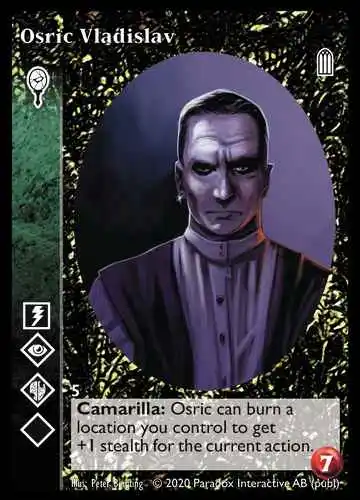 Osric Vladislav
5
Camarilla: Osric can burn a
location you control to get
+1 stealth for the current action.
Illus: Peter Bergting © 2020 Paradox Interactive AB (publ)
7